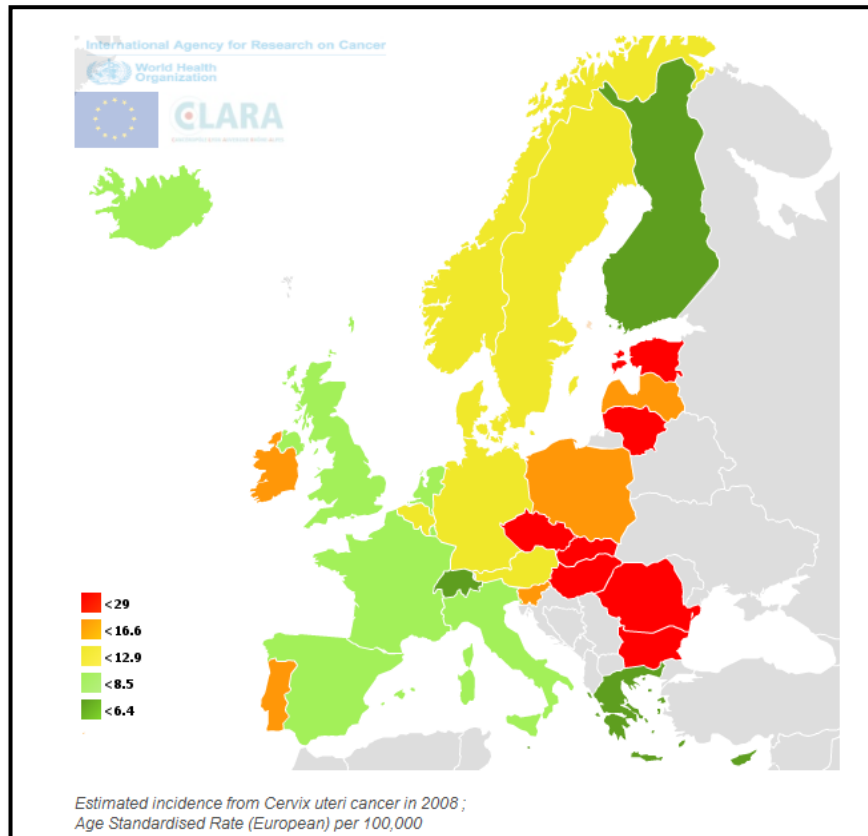 International Agency for Research on Cancer
World Health
Organization
CLARA
<29
<16.6
<12.9
<8.5
<6.4
Estimated incidence from Cervix uteri cancer in 2008 ;
Age Standardised Rate (European) per 100,000